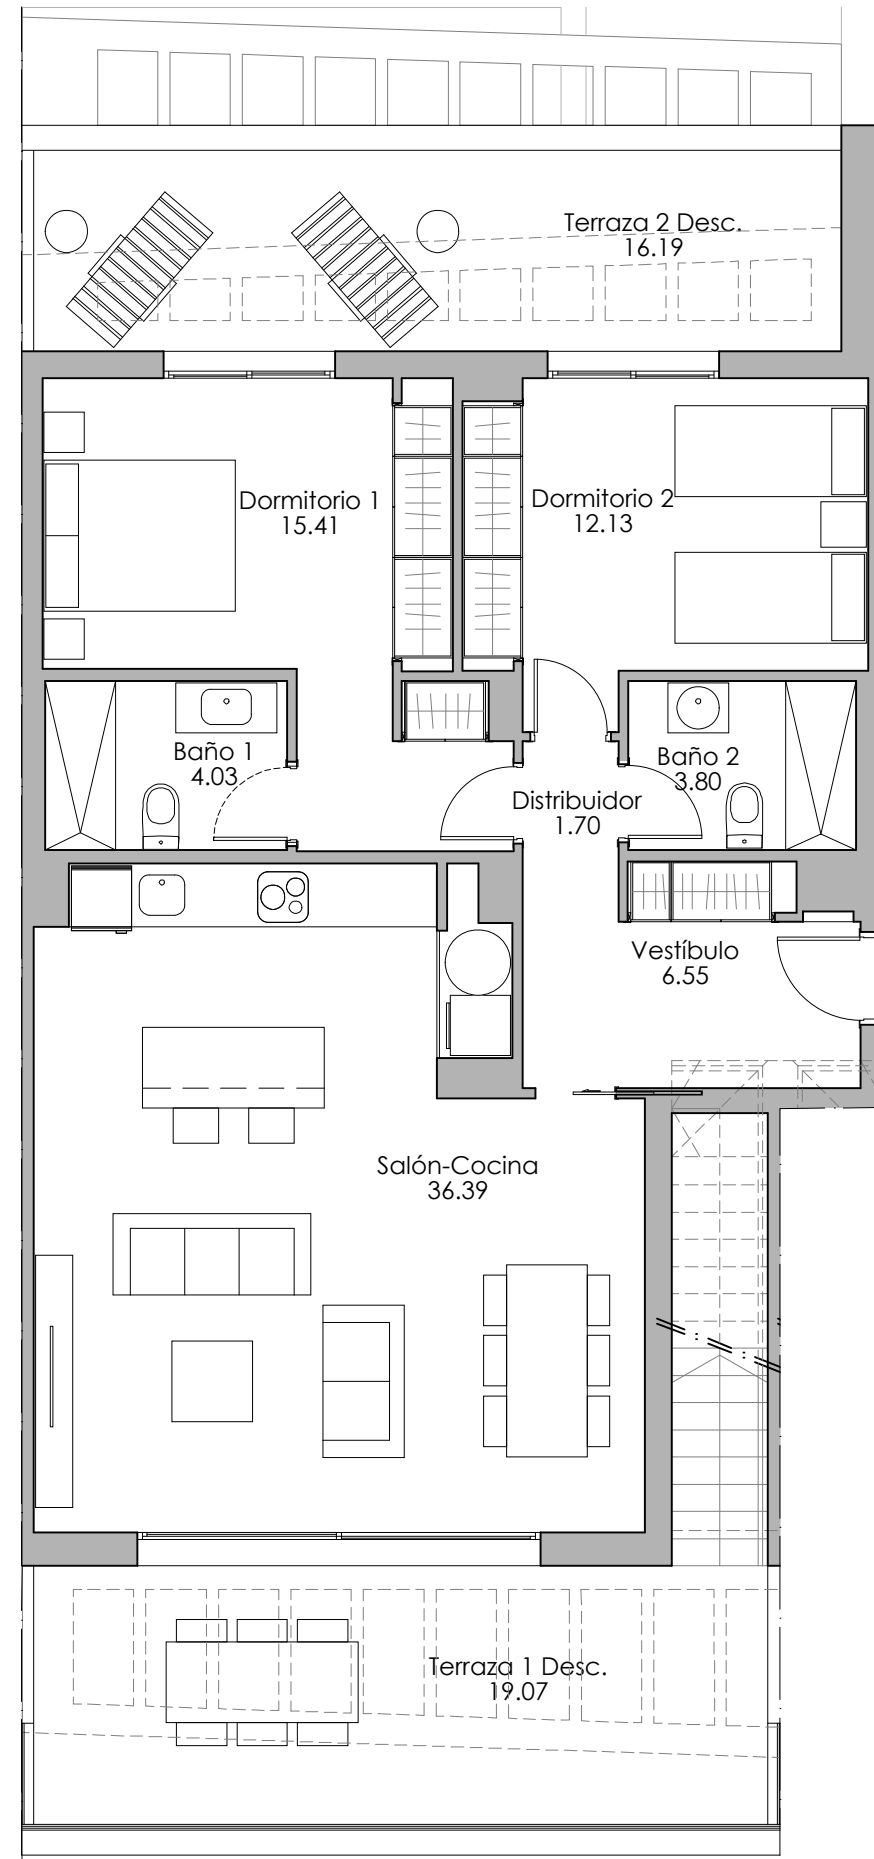 Terraza 2 Desc.
16.19
Dormitorio 1
15.41
Dormitorio 2
12.13
Baño 1
4.03
Baño 2
3.80
Distribuidor
1.70
Vestíbulo
6.55
Salón-Cocina
36.39
Terraza 1 Desc.
19.07